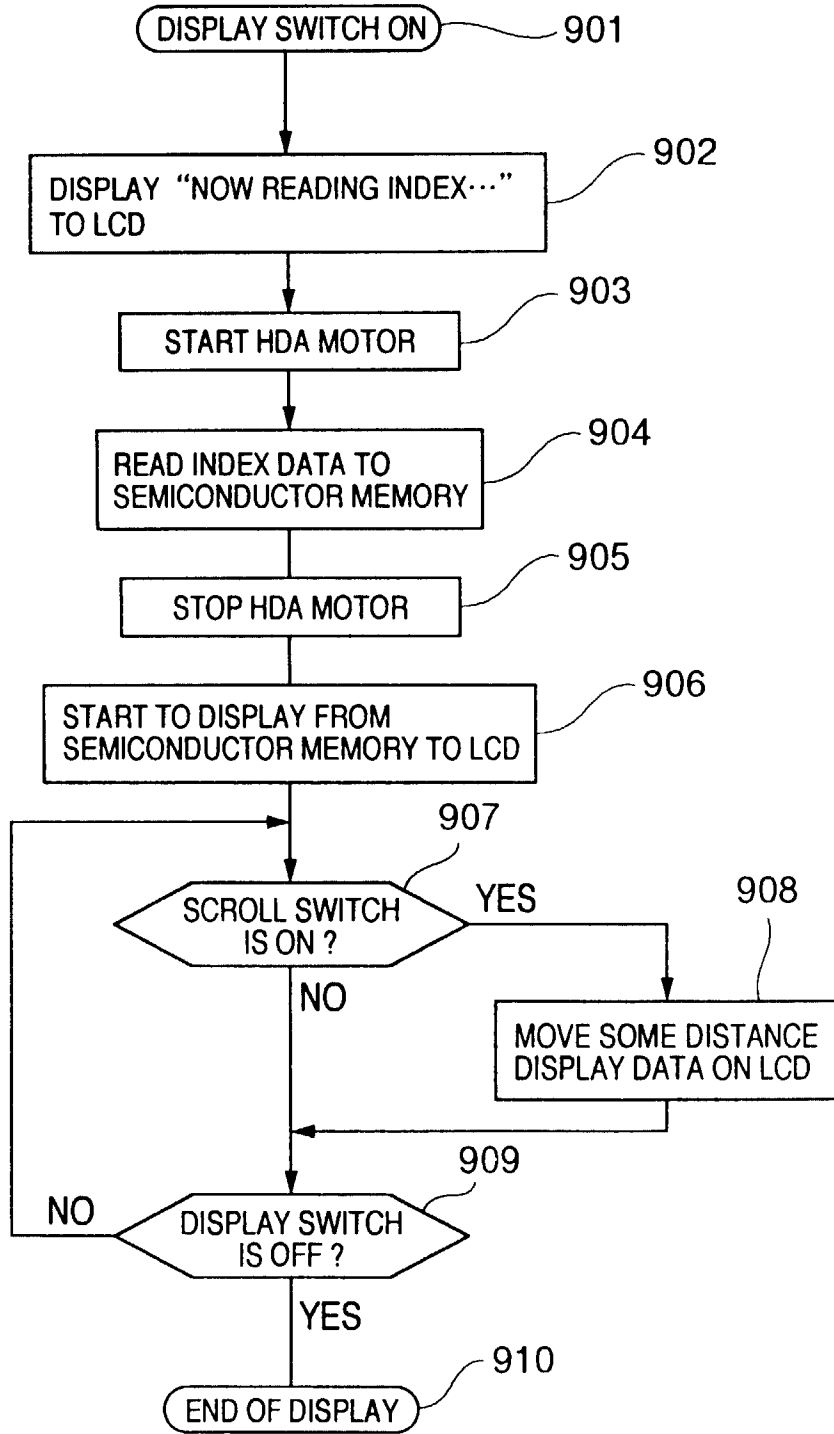 DISPLAY SWITCH ON
901
902
DISPLAY “NOW READING INDEX⋯”
TO LCD
903
START HDA MOTOR
904
READ INDEX DATA TO
SEMICONDUCTOR MEMORY
905
STOP HDA MOTOR
906
START TO DISPLAY FROM
SEMICONDUCTOR MEMORY TO LCD
907
SCROLL SWITCH
IS ON ?
YES
908
NO
MOVE SOME DISTANCE
DISPLAY DATA ON LCD
909
NO
DISPLAY SWITCH
IS OFF ?
YES
910
END OF DISPLAY